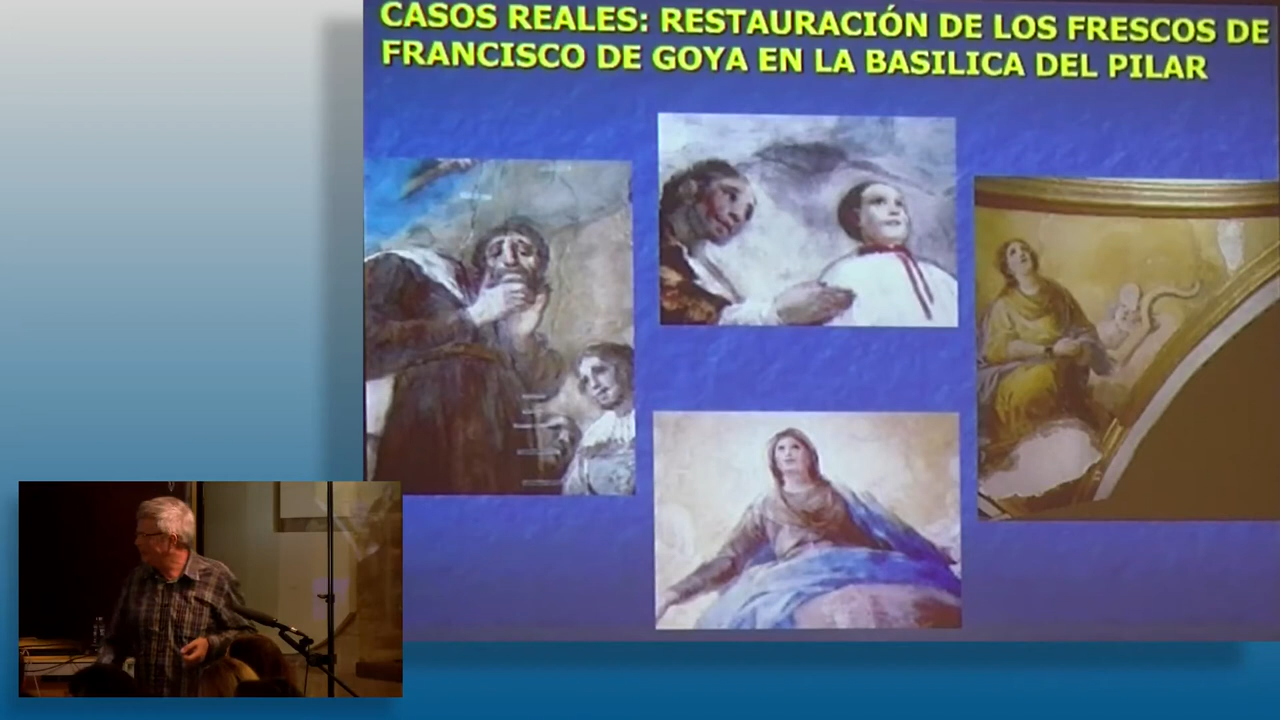 CASOS REALES: RESTAURACIÓN DE LOS FRESCOS DE
FRANCISCO DE GOYA EN LA BASILICA DEL PILAR